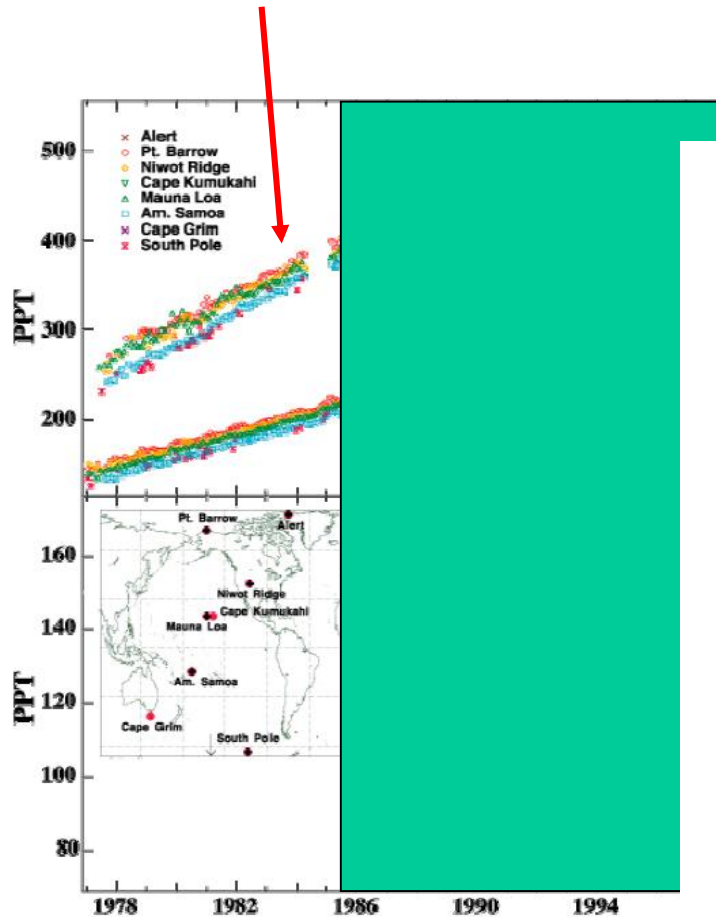 500
400
300
200
PPT
Alert
Pt. Barrow
Niwot Ridge
Cape Kumukahi
Mauna Loa
Am. Samoa
Cape Grim
South Pole
160
140
120
100
80
PPT
Pt. Barrow
Alert
Niwot Ridge
Cape Kumukahi
Mauna Loa
Am. Samoa
Cape Grim
South Pole
1978 1982 1986 1990 1994